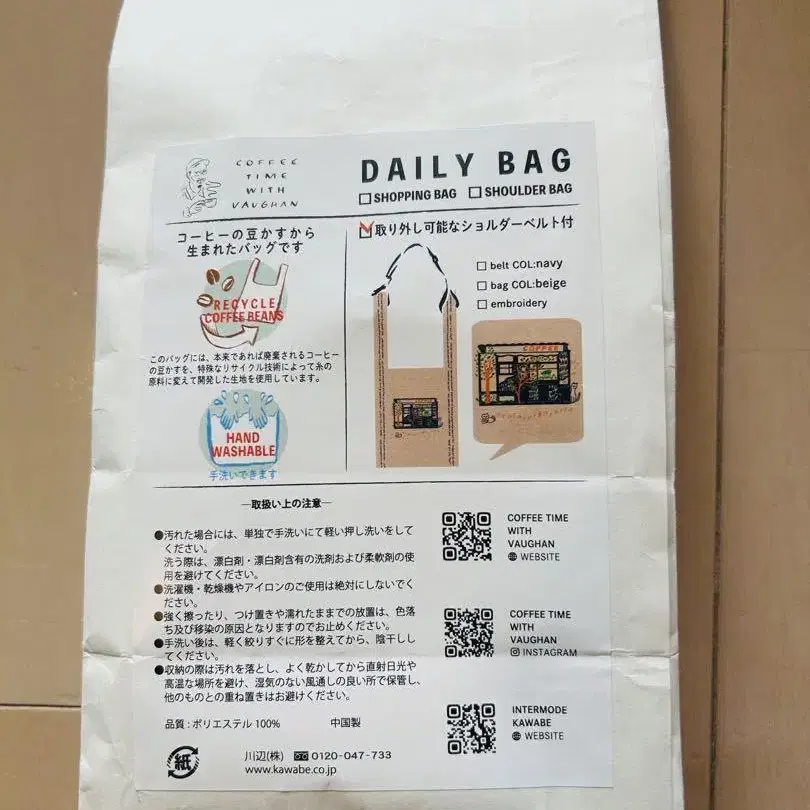 COFFEE
TIME
WITH
VAUGHAN
DAILY BAG
SHOPPING BAG SHOULDER BAG
コーヒーの豆かすから
生まれたバッグです
RECYCLE
COFFEE BEANS
このバッグには、本来であれば廃棄されるコーヒー
の豆かすを、特殊なリサイクル技術によって糸の
原料に変えて開発した生地を使用しています。
HAND
WASHABLE
手洗いできます
取り外し可能なショルダーベルト付
belt COL:navy
bag COL:beige
embroidery
COFFEE
―取扱い上の注意―
●汚れた場合には、単独で手洗いにて軽い押し洗いをして
ください。
洗う際は、漂白剤・漂白剤含有の洗剤および柔軟剤の使
用を避けてください。
●洗濯機・乾燥機やアイロンのご使用は絶対にしないでく
ださい。
●強く擦ったり、つけ置きや濡れたままでの放置は、色落
ち及び移染の原因となりますのでお止めください。
●手洗い後は、軽く絞りすぐに形を整えてから、陰干しし
てください。
●収納の際は汚れを落とし、よく乾かしてから直射日光や
高温な場所を避け、湿気のない風通しの良い所で保管し、
他のものとの重ね置きはお避けください。
品質:ポリエステル 100% 中国製
紙
川辺(株) 0120-047-733
www.kawabe.co.jp
COFFEE TIME
WITH
VAUGHAN
WEBSITE
COFFEE TIME
WITH
VAUGHAN
INSTAGRAM
INTERMODE
KAWABE
WEBSITE